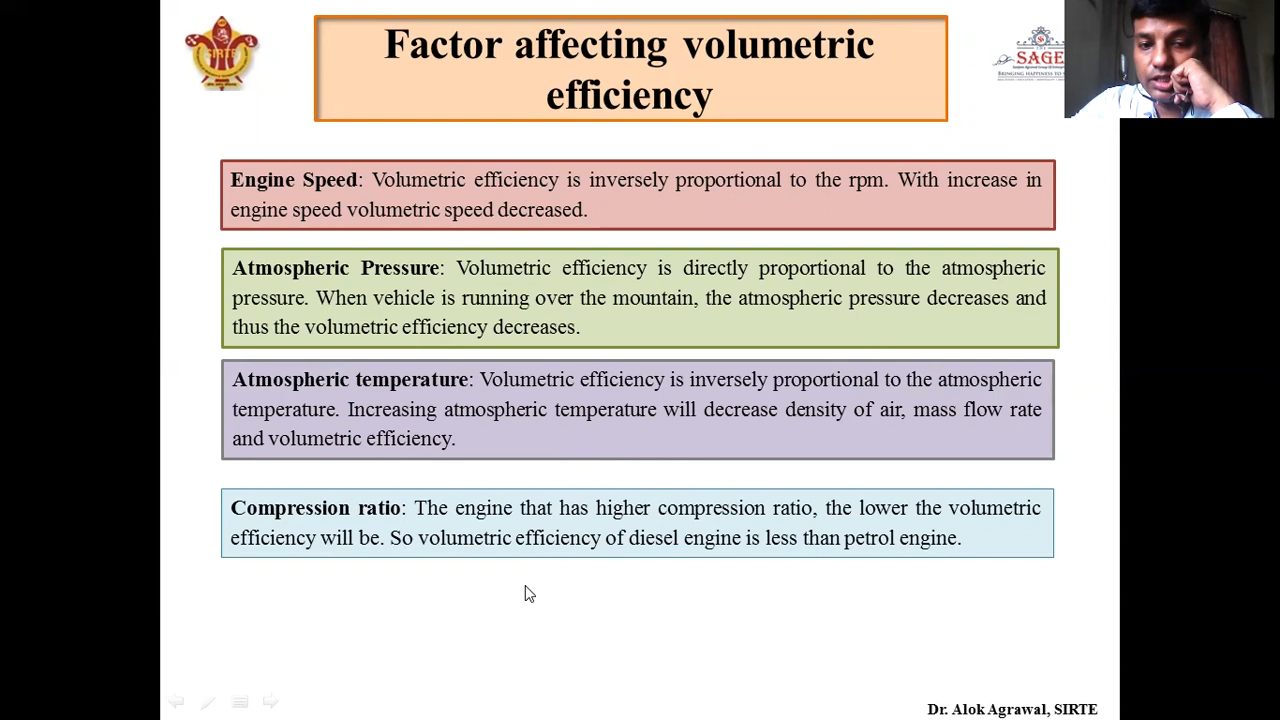 Factor affecting volumetric
efficiency
SIRTE
SAGE
Engine Speed: Volumetric efficiency is inversely proportional to the rpm. With increase in
engine speed volumetric speed decreased.
Atmospheric Pressure: Volumetric efficiency is directly proportional to the atmospheric
pressure. When vehicle is running over the mountain, the atmospheric pressure decreases and
thus the volumetric efficiency decreases.
Atmospheric temperature: Volumetric efficiency is inversely proportional to the atmospheric
temperature. Increasing atmospheric temperature will decrease density of air, mass flow rate
and volumetric efficiency.
Compression ratio: The engine that has higher compression ratio, the lower the volumetric
efficiency will be. So volumetric efficiency of diesel engine is less than petrol engine.
Dr. Alok Agrawal, SIRTE